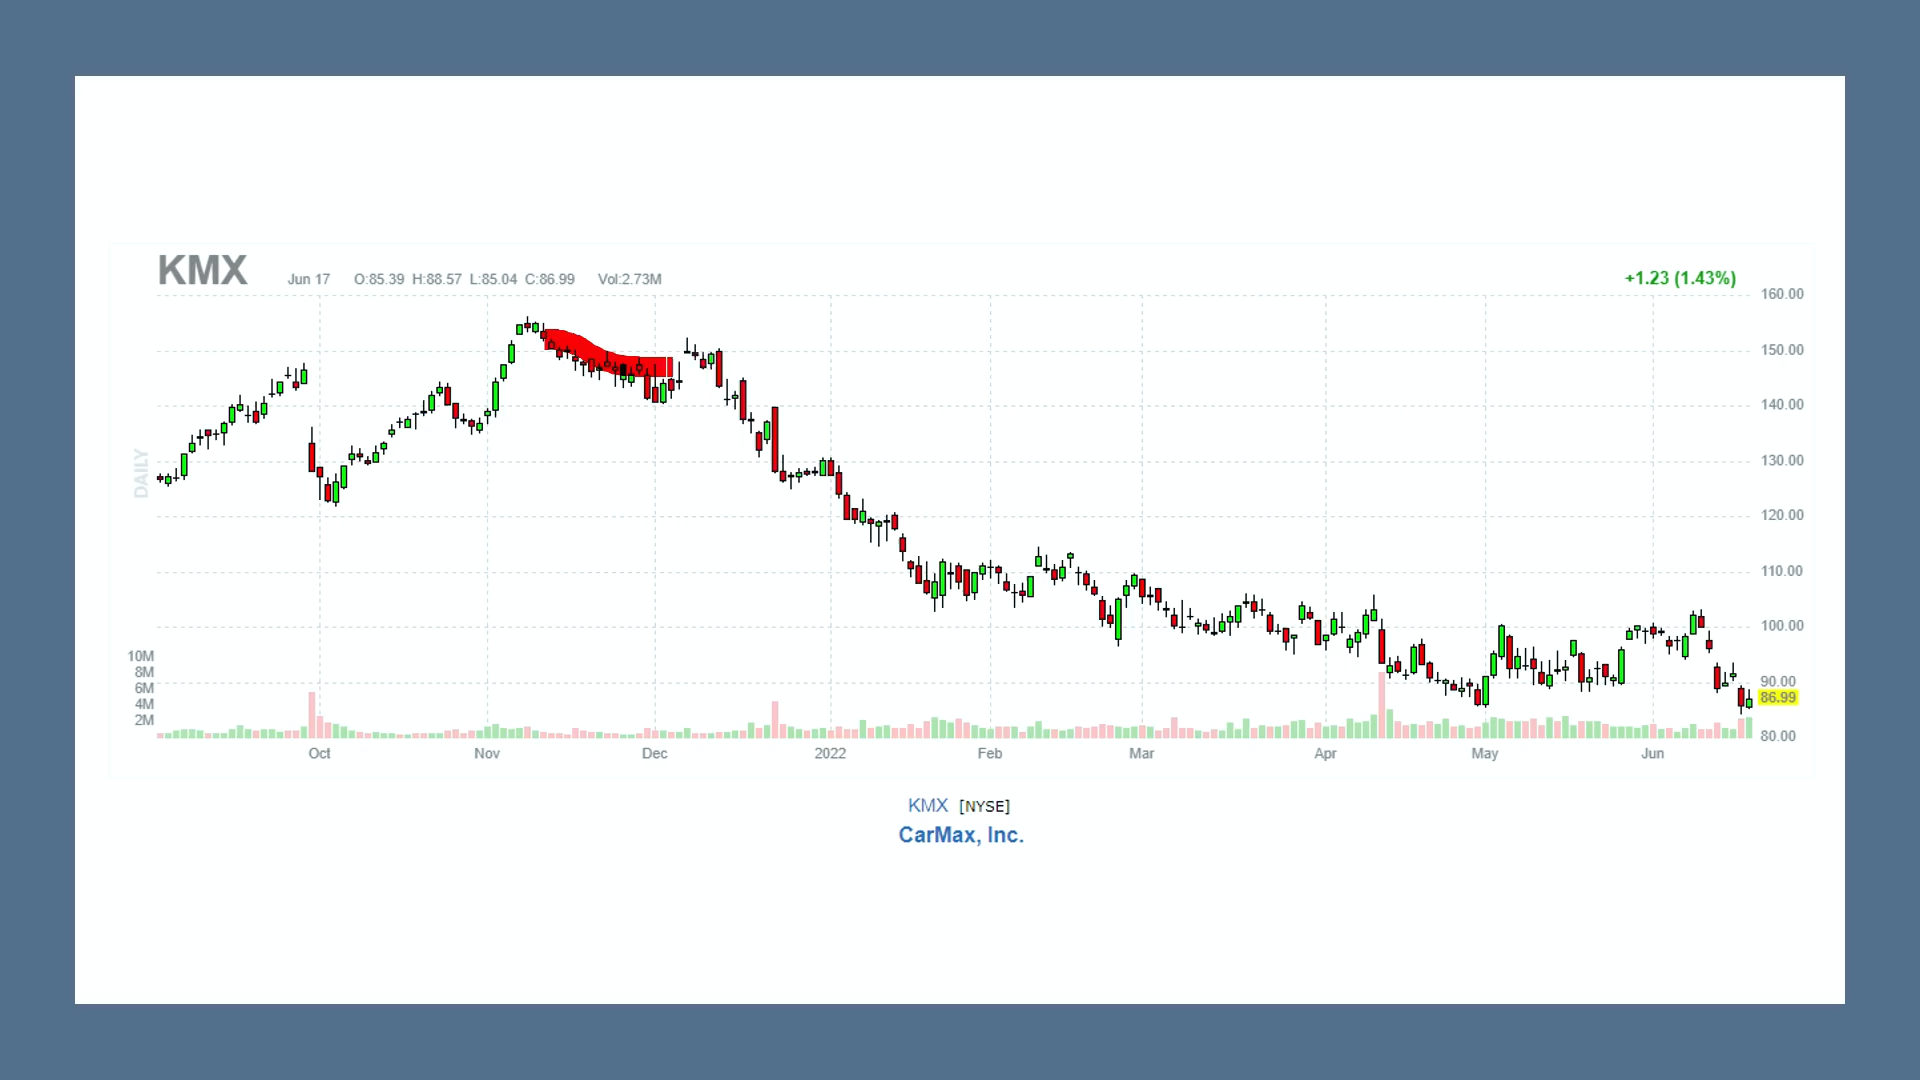 KMX Jun 17 O:85.39 H:88.57 L:85.04 C:86.99 Vol:2.73M +1.23 (1.43%)
160.00
150.00
140.00
130.00
120.00
110.00
100.00
90.00
86.99
80.00
DAILY
10M
8M
6M
4M
2M
Oct Nov Dec 2022 Feb Mar Apr May Jun
KMX [NYSE]
CarMax, Inc.